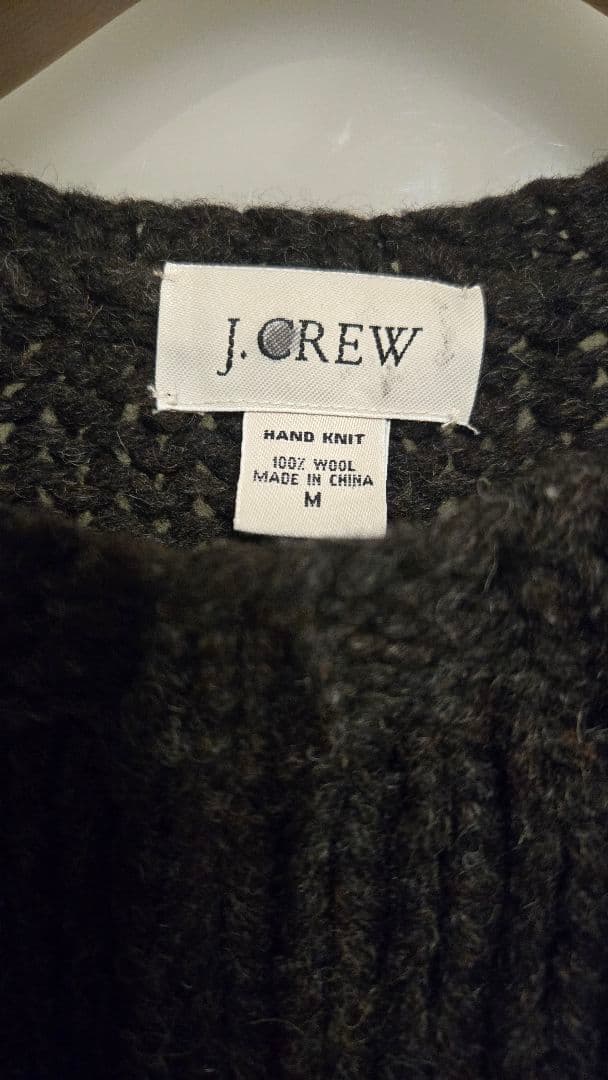 J.CREW
HAND KNIT
100% WOOL
MADE IN CHINA
M